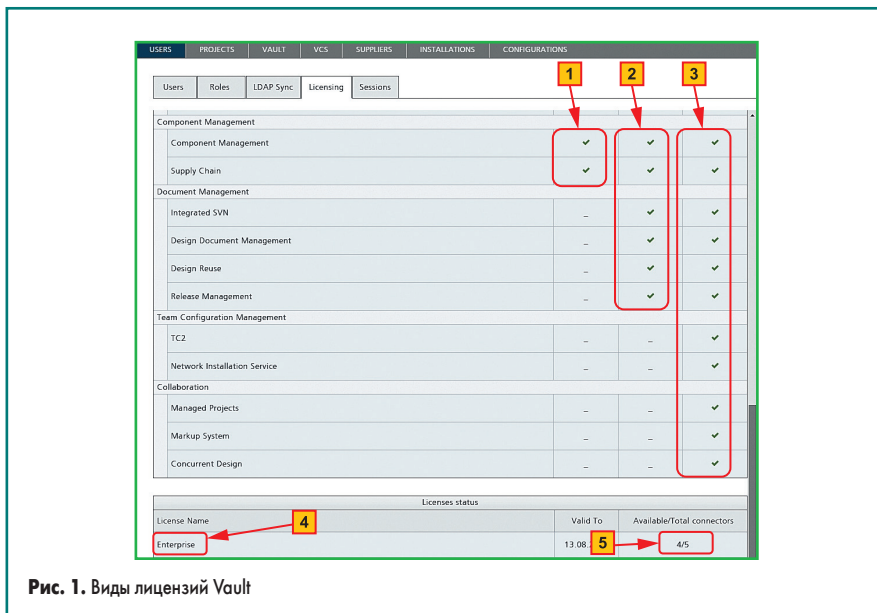 USERS PROJECTS VAULT VCS SUPPLIERS INSTALLATIONS CONFIGURATIONS
1 2 3
Users Roles LDAP Sync Licensing Sessions
Component Management
Component Management ✔ ✔ ✔
Supply Chain ✔ ✔ ✔
Document Management
Integrated SVN – ✔ ✔
Design Document Management – ✔ ✔
Design Reuse – ✔ ✔
Release Management – ✔ ✔
Team Configuration Management
TC2 – – ✔
Network Installation Service – – ✔
Collaboration
Managed Projects – – ✔
Markup System – – ✔
Concurrent Design – – ✔
Licenses status
4
License Name Valid To Available/Total connectors
Enterprise 13.08. 5 4/5
Рис. 1. Виды лицензий Vault